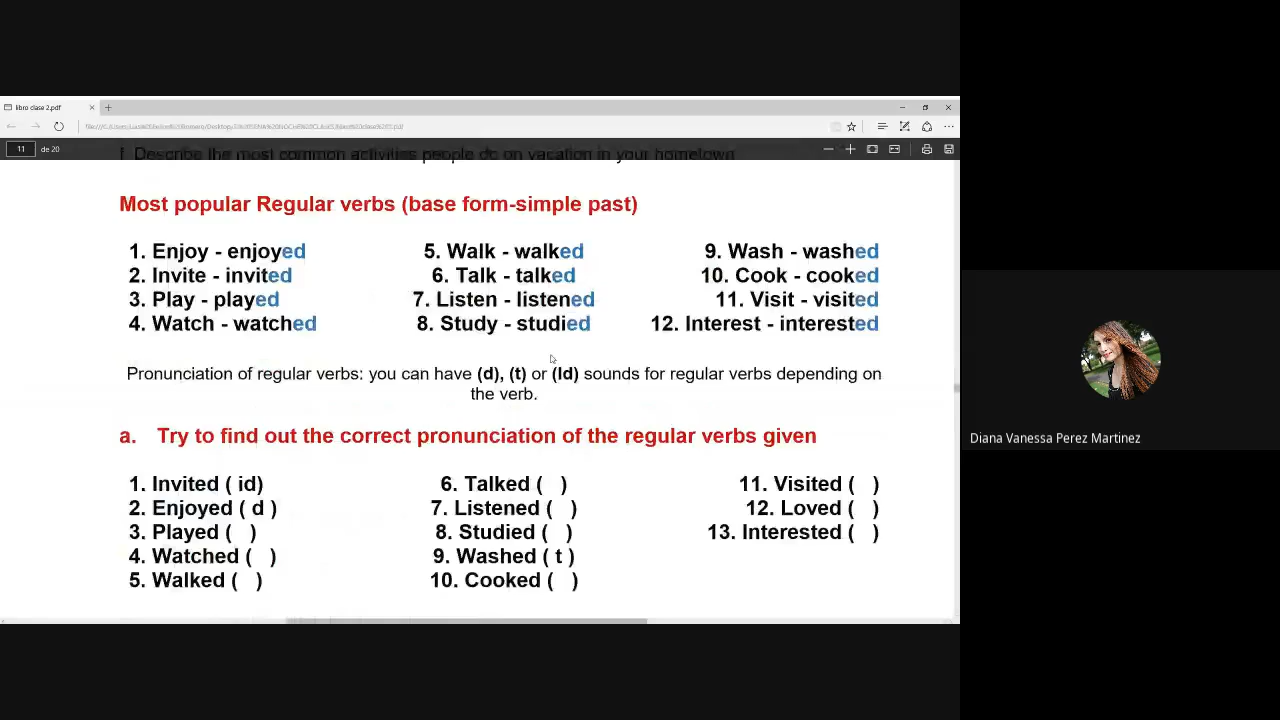 libro clase 2.pdf
11 de 20
f. Describe the most common activities people do on vacation in your hometown
Most popular Regular verbs (base form-simple past)
1. Enjoy - enjoyed
2. Invite - invited
3. Play - played
4. Watch - watched
5. Walk - walked
6. Talk - talked
7. Listen - listened
8. Study - studied
9. Wash - washed
10. Cook - cooked
11. Visit - visited
12. Interest - interested
Pronunciation of regular verbs: you can have (d), (t) or (Id) sounds for regular verbs depending on
the verb.
a. Try to find out the correct pronunciation of the regular verbs given
1. Invited ( id)
2. Enjoyed ( d )
3. Played ( )
4. Watched ( )
5. Walked ( )
6. Talked ( )
7. Listened ( )
8. Studied ( )
9. Washed ( t )
10. Cooked ( )
11. Visited ( )
12. Loved ( )
13. Interested ( )
Diana Vanessa Perez Martinez